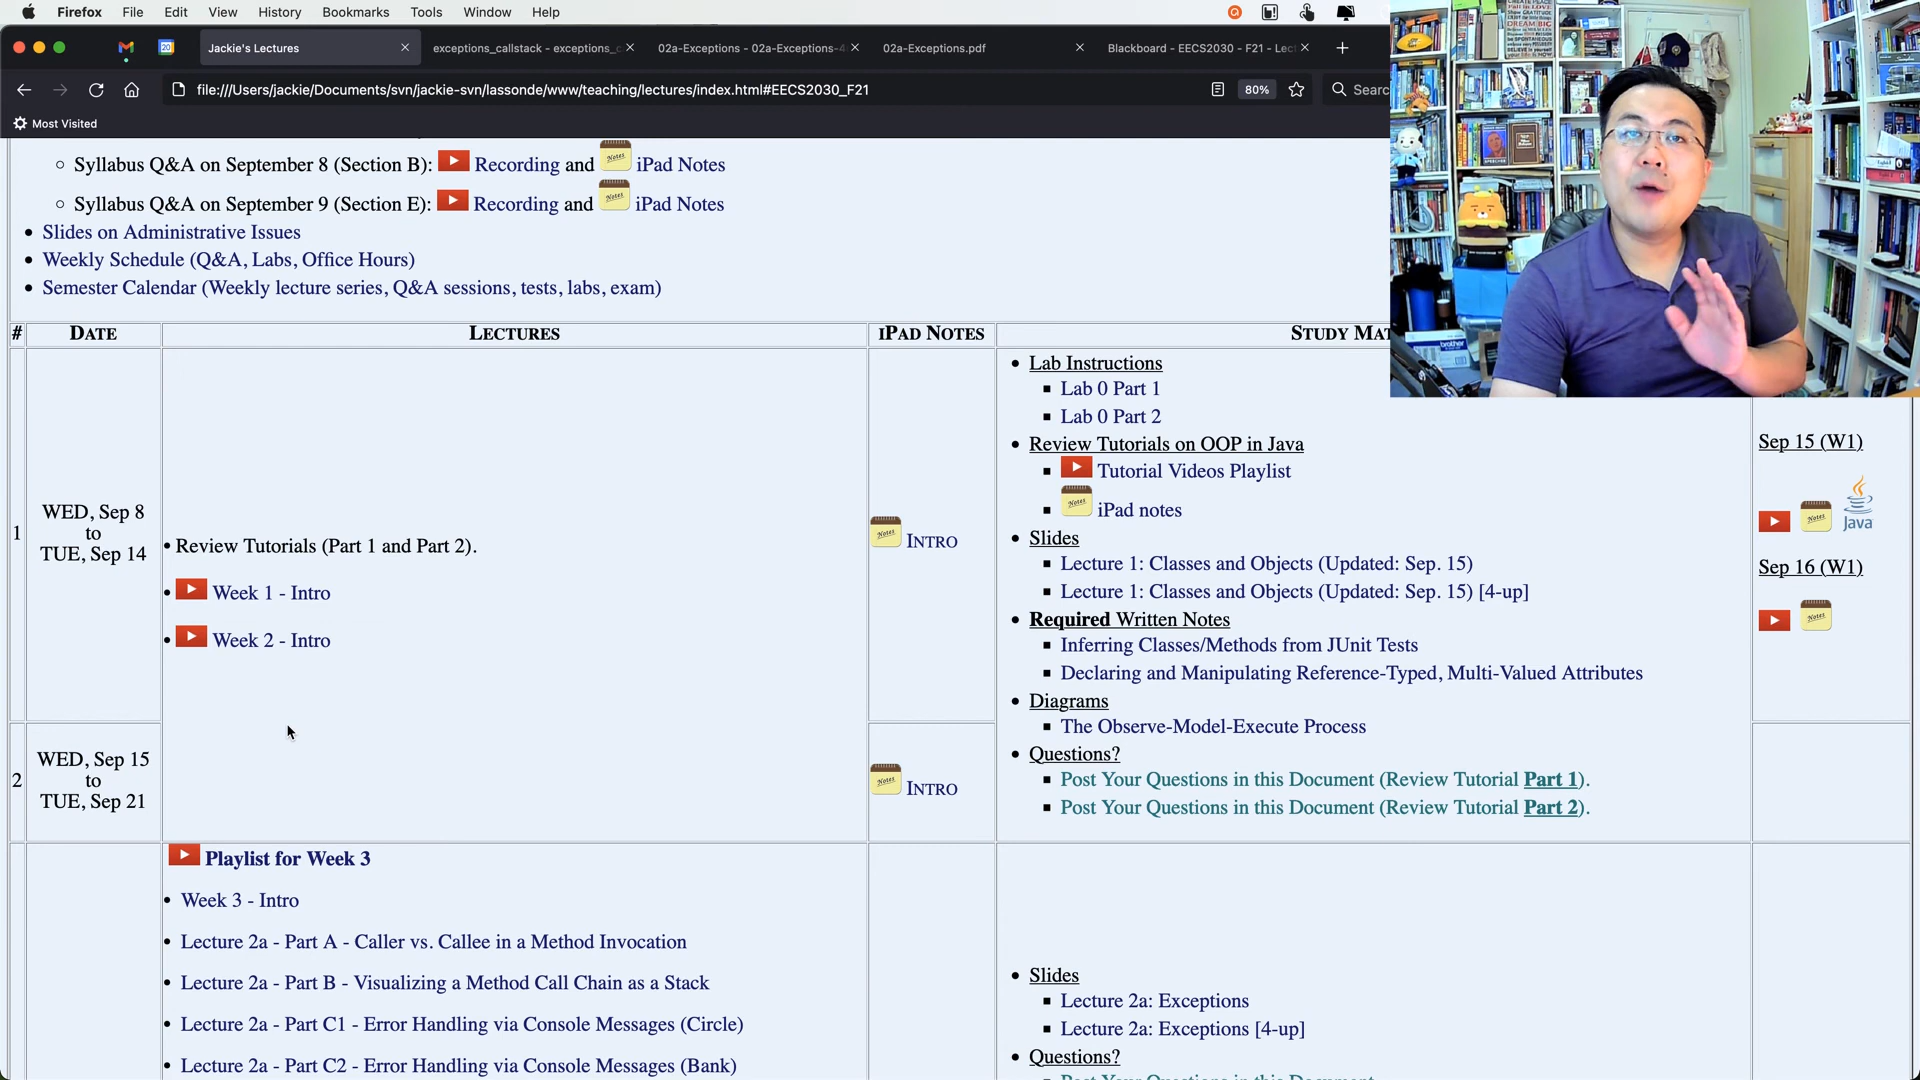 Firefox File Edit View History Bookmarks Tools Window Help
Jackie's Lectures
exceptions_callstack - exceptions_c
02a-Exceptions - 02a-Exceptions-4
02a-Exceptions.pdf
Blackboard - EECS2030 - F21 - Lect
file:///Users/jackie/Documents/svn/jackie-svn/lassonde/www/teaching/lectures/index.html#EECS2030_F21
80%
Searc
Most Visited
Syllabus Q&A on September 8 (Section B): Recording and Notes iPad Notes
Syllabus Q&A on September 9 (Section E): Recording and Notes iPad Notes
• Slides on Administrative Issues
• Weekly Schedule (Q&A, Labs, Office Hours)
• Semester Calendar (Weekly lecture series, Q&A sessions, tests, labs, exam)
# DATE LECTURES IPAD NOTES STUDY MAT
1
WED, Sep 8
to
TUE, Sep 14
• Review Tutorials (Part 1 and Part 2).
• Week 1 - Intro
• Week 2 - Intro
Notes INTRO
• Lab Instructions
▪ Lab 0 Part 1
▪ Lab 0 Part 2
• Review Tutorials on OOP in Java
▪ Tutorial Videos Playlist
▪ Notes iPad notes
• Slides
▪ Lecture 1: Classes and Objects (Updated: Sep. 15)
▪ Lecture 1: Classes and Objects (Updated: Sep. 15) [4-up]
• Required Written Notes
▪ Inferring Classes/Methods from JUnit Tests
▪ Declaring and Manipulating Reference-Typed, Multi-Valued Attributes
• Diagrams
▪ The Observe-Model-Execute Process
• Questions?
▪ Post Your Questions in this Document (Review Tutorial Part 1).
▪ Post Your Questions in this Document (Review Tutorial Part 2).
Sep 15 (W1)
Notes Java
Sep 16 (W1)
Notes
2
WED, Sep 15
to
TUE, Sep 21
Notes INTRO
Playlist for Week 3
• Week 3 - Intro
• Lecture 2a - Part A - Caller vs. Callee in a Method Invocation
• Lecture 2a - Part B - Visualizing a Method Call Chain as a Stack
• Lecture 2a - Part C1 - Error Handling via Console Messages (Circle)
• Lecture 2a - Part C2 - Error Handling via Console Messages (Bank)
• Slides
▪ Lecture 2a: Exceptions
▪ Lecture 2a: Exceptions [4-up]
• Questions?